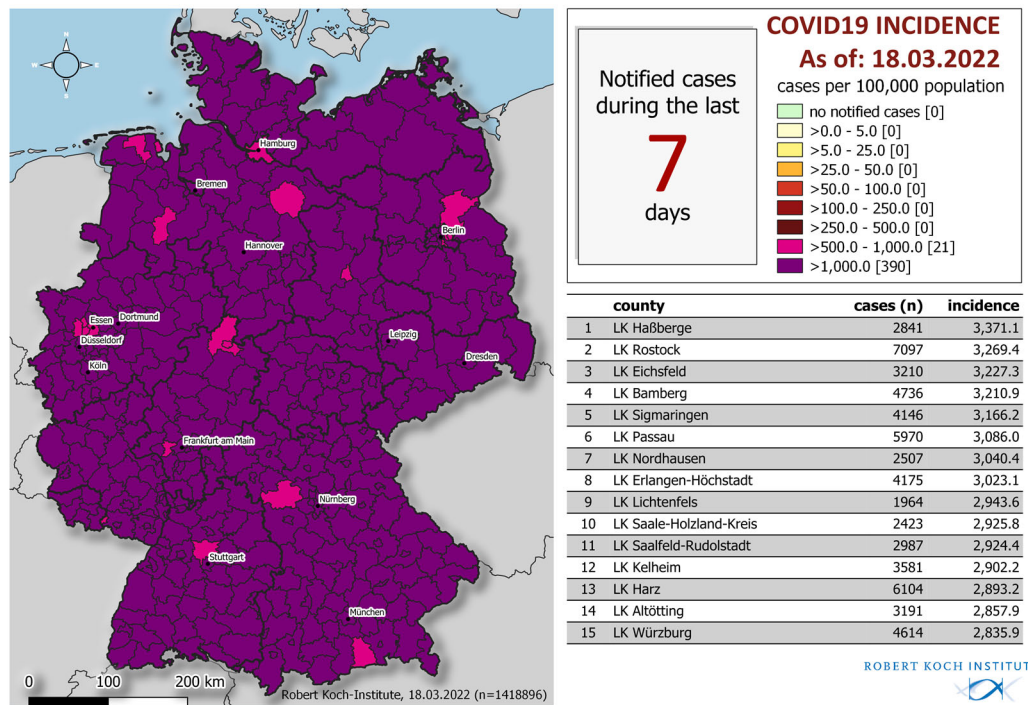 N
W
E
S
Hamburg
Bremen
Berlin
Hannover
Essen
Dortmund
Düsseldorf
Köln
Leipzig
Dresden
Frankfurt am Main
Nürnberg
Stuttgart
München
0 100 200 km
Robert Koch-Institute, 18.03.2022 (n=1418896)
Notified cases
during the last
7
days
COVID19 INCIDENCE
As of: 18.03.2022
cases per 100,000 population
no notified cases [0]
>0.0 - 5.0 [0]
>5.0 - 25.0 [0]
>25.0 - 50.0 [0]
>50.0 - 100.0 [0]
>100.0 - 250.0 [0]
>250.0 - 500.0 [0]
>500.0 - 1,000.0 [21]
>1,000.0 [390]
county cases (n) incidence
1 LK Haßberge 2841 3,371.1
2 LK Rostock 7097 3,269.4
3 LK Eichsfeld 3210 3,227.3
4 LK Bamberg 4736 3,210.9
5 LK Sigmaringen 4146 3,166.2
6 LK Passau 5970 3,086.0
7 LK Nordhausen 2507 3,040.4
8 LK Erlangen-Höchstadt 4175 3,023.1
9 LK Lichtenfels 1964 2,943.6
10 LK Saale-Holzland-Kreis 2423 2,925.8
11 LK Saalfeld-Rudolstadt 2987 2,924.4
12 LK Kelheim 3581 2,902.2
13 LK Harz 6104 2,893.2
14 LK Altötting 3191 2,857.9
15 LK Würzburg 4614 2,835.9
ROBERT KOCH INSTITUT